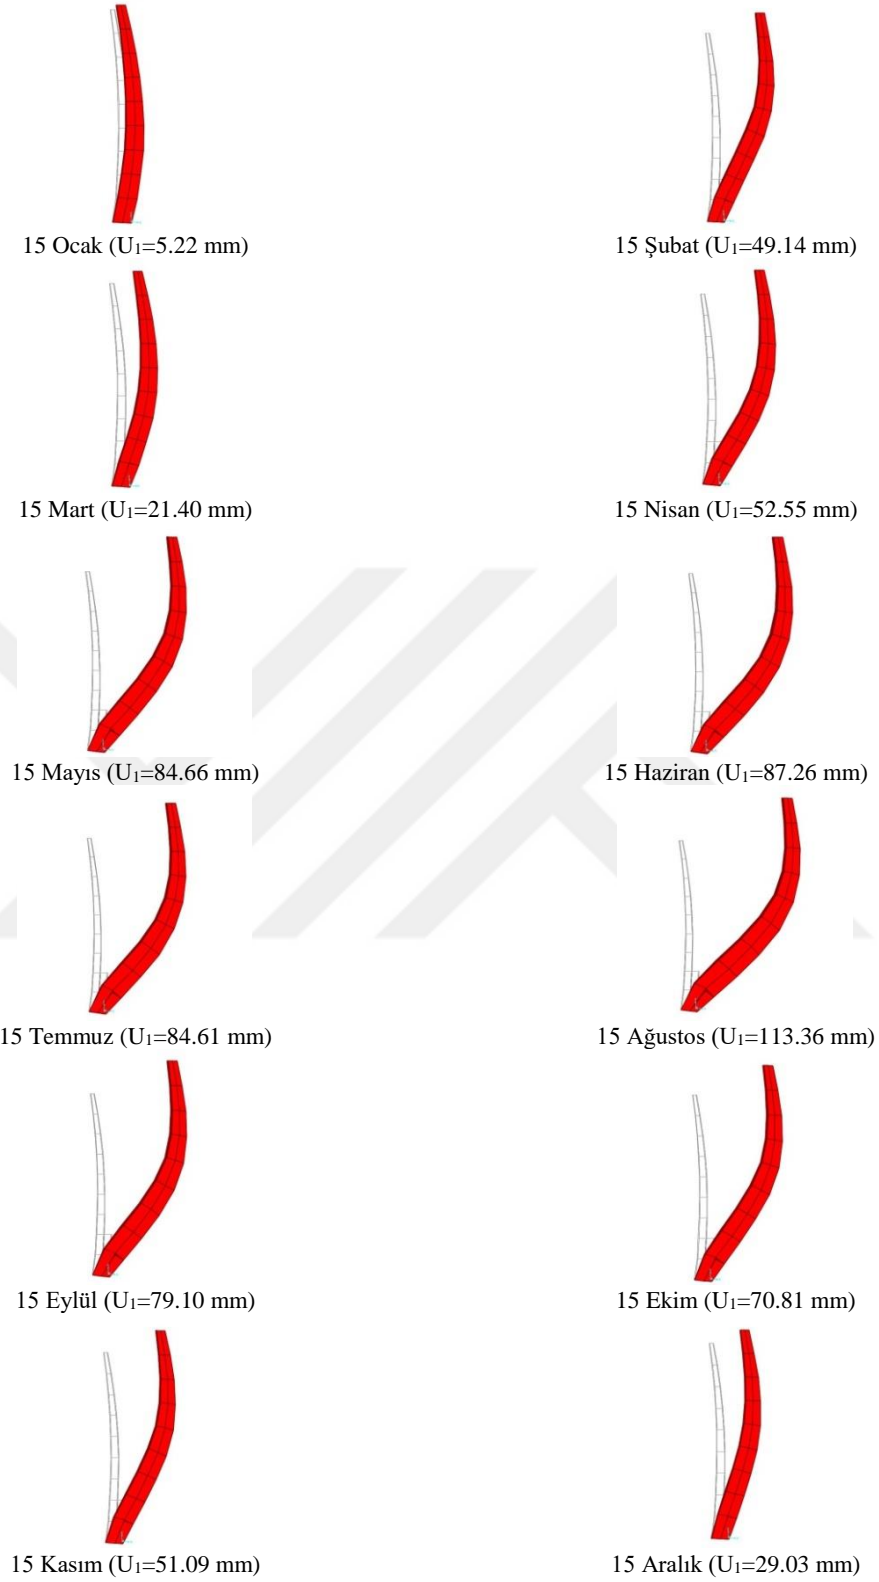 15 Ocak (U₁=5.22 mm)
15 Şubat (U₁=49.14 mm)
15 Mart (U₁=21.40 mm)
15 Nisan (U₁=52.55 mm)
15 Mayıs (U₁=84.66 mm)
15 Haziran (U₁=87.26 mm)
15 Temmuz (U₁=84.61 mm)
15 Ağustos (U₁=113.36 mm)
15 Eylül (U₁=79.10 mm)
15 Ekim (U₁=70.81 mm)
15 Kasım (U₁=51.09 mm)
15 Aralık (U₁=29.03 mm)